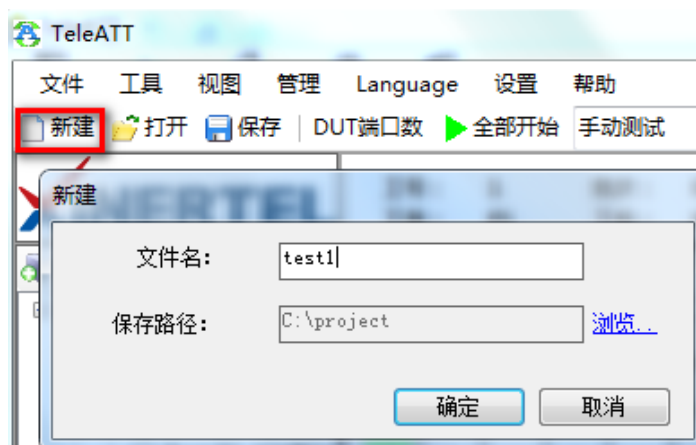 TeleATT
文件 工具 视图 管理 Language 设置 帮助
新建 打开 保存 DUT端口数 全部开始 手动测试
新建
文件名: test1
保存路径: C:\project 浏览..
确定 取消